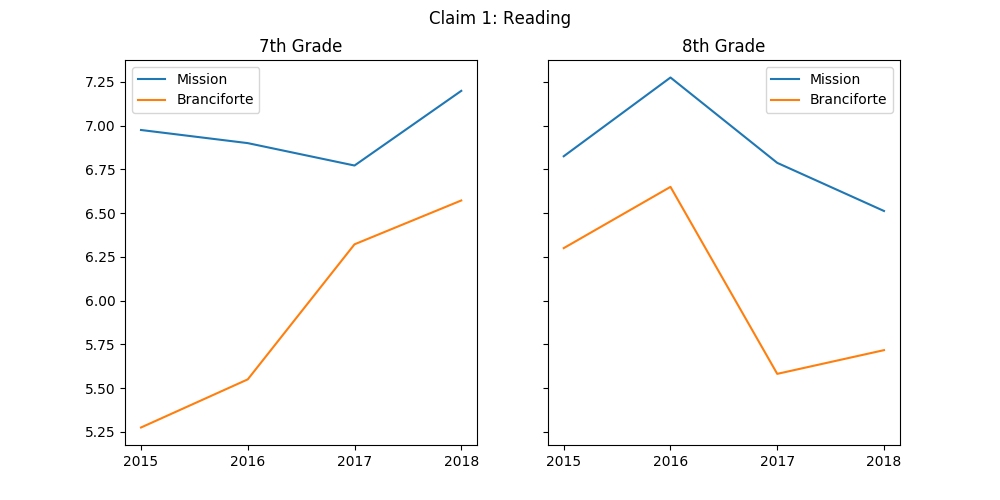 Claim 1: Reading
7th Grade
Mission
Branciforte
7.25
7.00
6.75
6.50
6.25
6.00
5.75
5.50
5.25
2015 2016 2017 2018
8th Grade
Mission
Branciforte
2015 2016 2017 2018